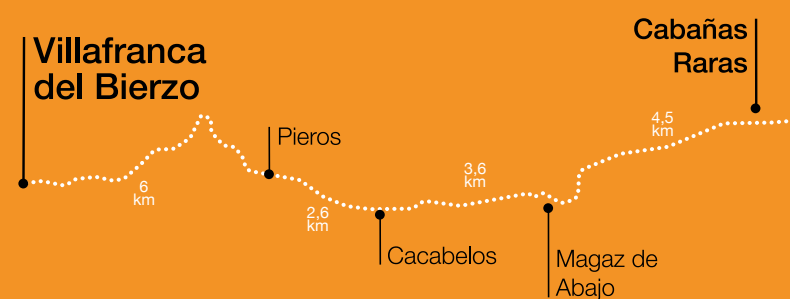 Villafranca
del Bierzo
6
km
Pieros
2,6
km
Cacabelos
3,6
km
Magaz de
Abajo
4,5
km
Cabañas
Raras